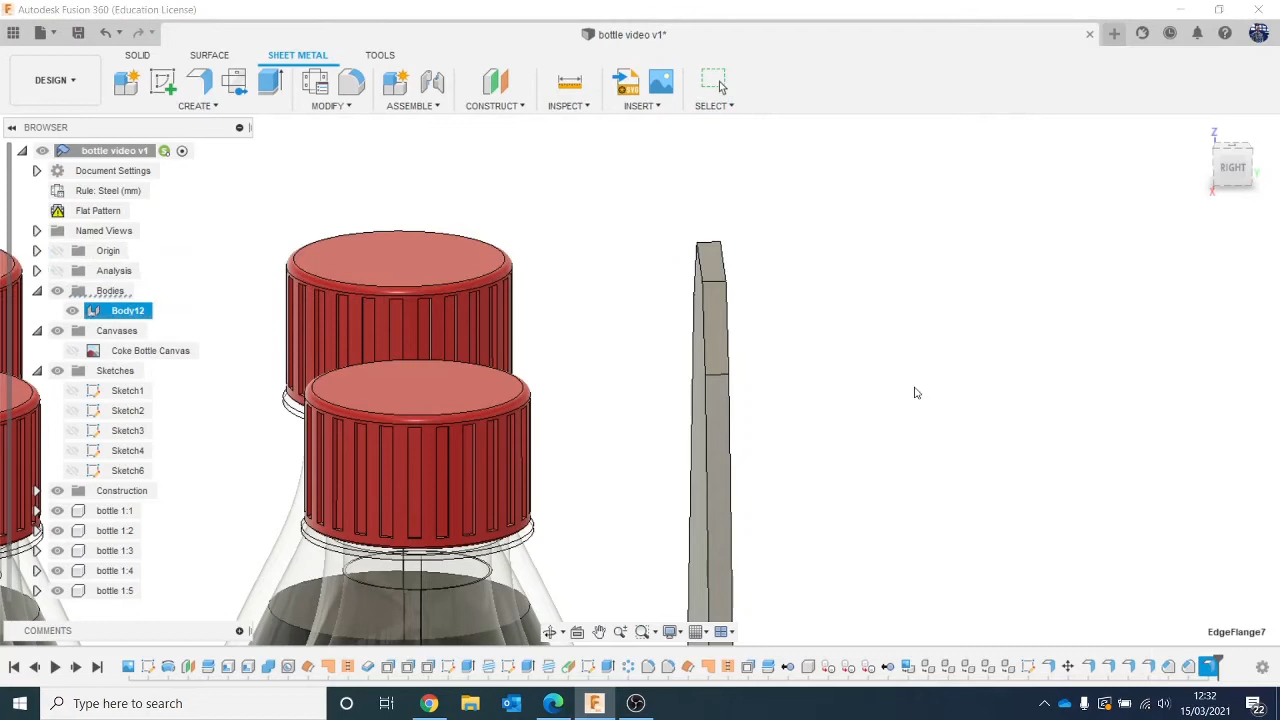 Autodesk Fusion 360 (Education License)
bottle video v1*
SOLID SURFACE SHEET METAL TOOLS
DESIGN
CREATE MODIFY ASSEMBLE CONSTRUCT INSPECT INSERT SELECT
BROWSER
bottle video v1
Document Settings
Rule: Steel (mm)
Flat Pattern
Named Views
Origin
Analysis
Bodies
Body12
Canvases
Coke Bottle Canvas
Sketches
Sketch1
Sketch2
Sketch3
Sketch4
Sketch6
Construction
bottle 1:1
bottle 1:2
bottle 1:3
bottle 1:4
bottle 1:5
Z
RIGHT
Y
X
COMMENTS
EdgeFlange7
Type here to search
12:32
15/03/2021
22